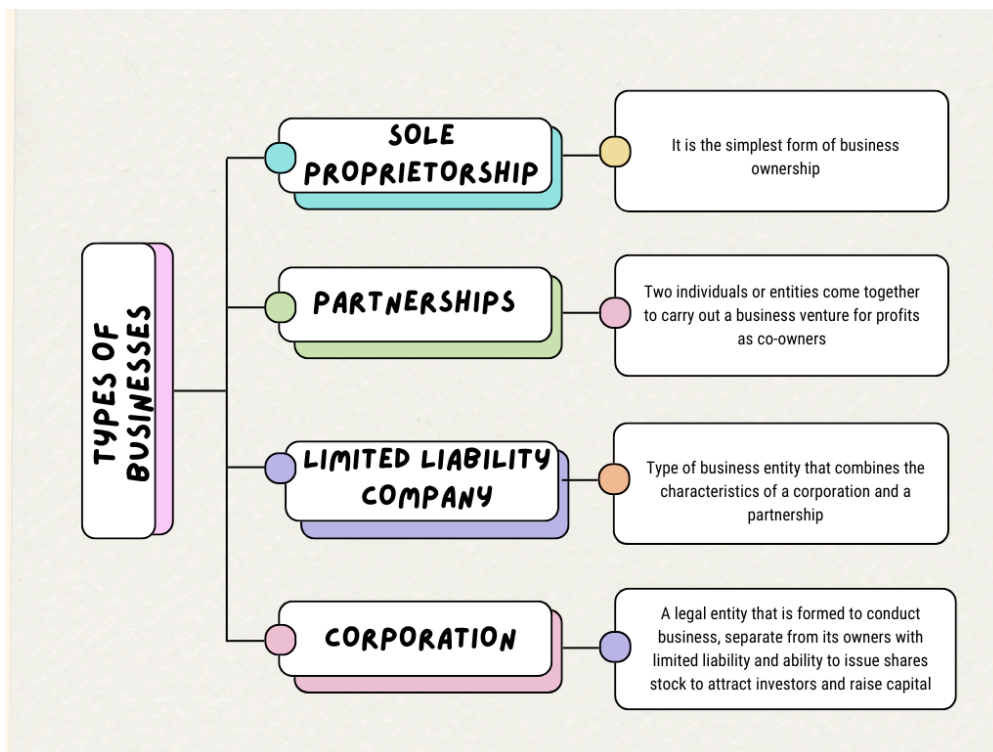 TYPES OF
BUSINESSES
SOLE
PROPRIETORSHIP
It is the simplest form of business
ownership
PARTNERSHIPS
Two individuals or entities come together
to carry out a business venture for profits
as co-owners
LIMITED LIABILITY
COMPANY
Type of business entity that combines the
characteristics of a corporation and a
partnership
CORPORATION
A legal entity that is formed to conduct
business, separate from its owners with
limited liability and ability to issue shares
stock to attract investors and raise capital